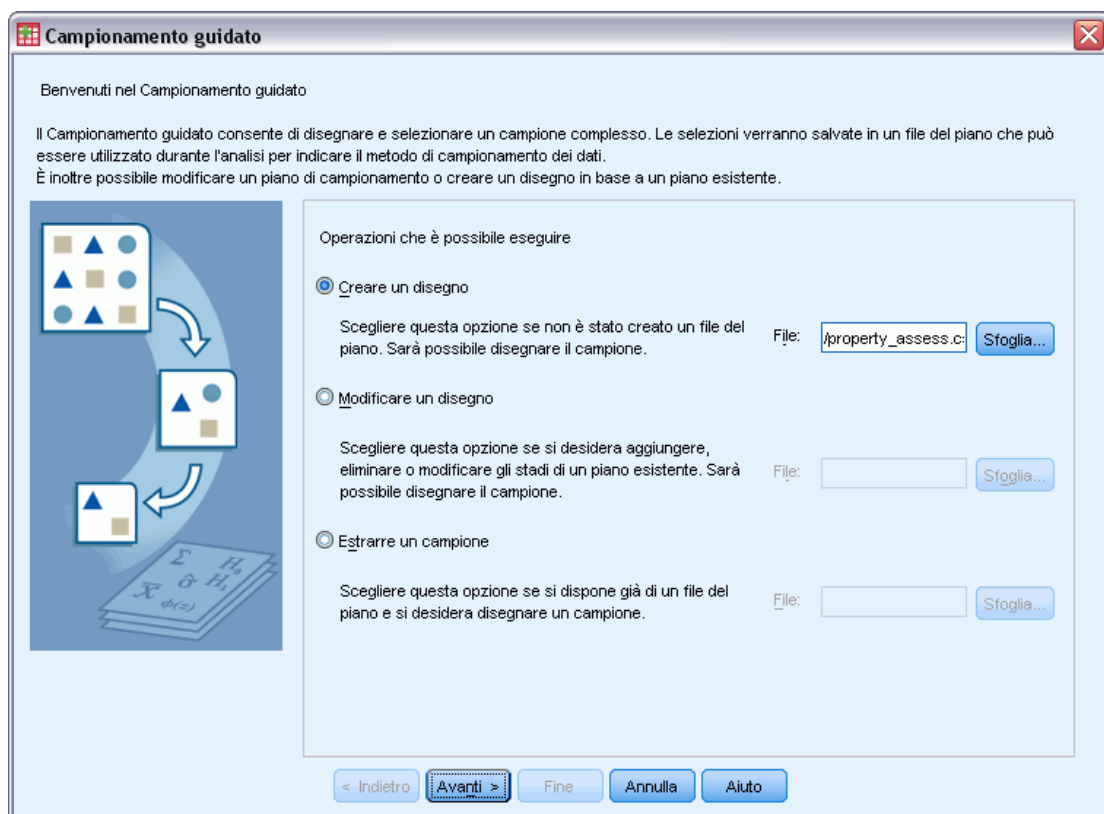 Campionamento guidato
Benvenuti nel Campionamento guidato
Il Campionamento guidato consente di disegnare e selezionare un campione complesso. Le selezioni verranno salvate in un file del piano che può
essere utilizzato durante l'analisi per indicare il metodo di campionamento dei dati.
È inoltre possibile modificare un piano di campionamento o creare un disegno in base a un piano esistente.
Operazioni che è possibile eseguire
Creare un disegno
Scegliere questa opzione se non è stato creato un file del
piano. Sarà possibile disegnare il campione.
File: /property_assess.c Sfoglia...
Modificare un disegno
Scegliere questa opzione se si desidera aggiungere,
eliminare o modificare gli stadi di un piano esistente. Sarà
possibile disegnare il campione.
File: Sfoglia...
Estrarre un campione
Scegliere questa opzione se si dispone già di un file del
piano e si desidera disegnare un campione.
File: Sfoglia...
Σ H₀
x̄ σ̂ H₁
φ(z)
< Indietro Avanti > Fine Annulla Aiuto